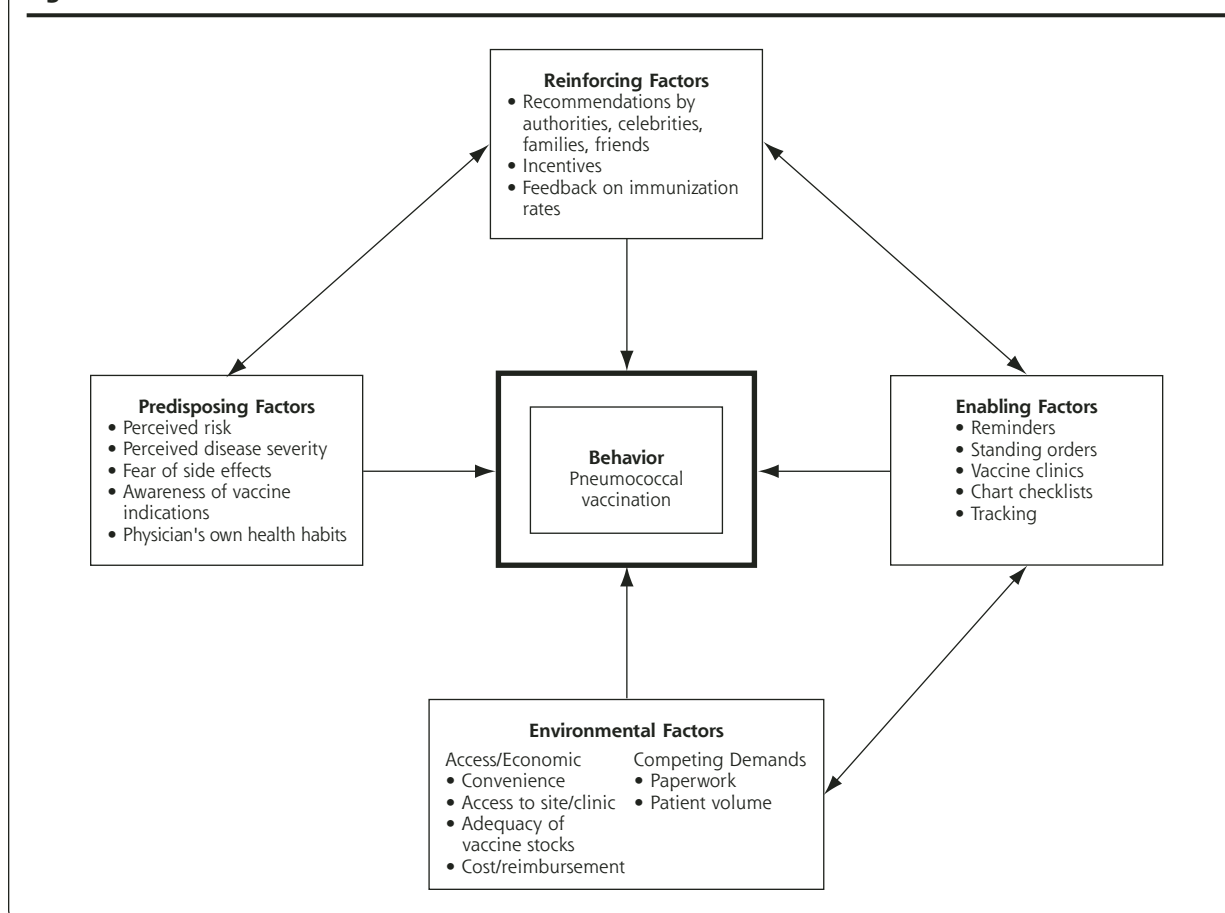 Reinforcing Factors
• Recommendations by
authorities, celebrities,
families, friends
• Incentives
• Feedback on immunization
rates
Predisposing Factors
• Perceived risk
• Perceived disease severity
• Fear of side effects
• Awareness of vaccine
indications
• Physician's own health habits
Behavior
Pneumococcal
vaccination
Enabling Factors
• Reminders
• Standing orders
• Vaccine clinics
• Chart checklists
• Tracking
Environmental Factors
Access/Economic
• Convenience
• Access to site/clinic
• Adequacy of
vaccine stocks
• Cost/reimbursement
Competing Demands
• Paperwork
• Patient volume